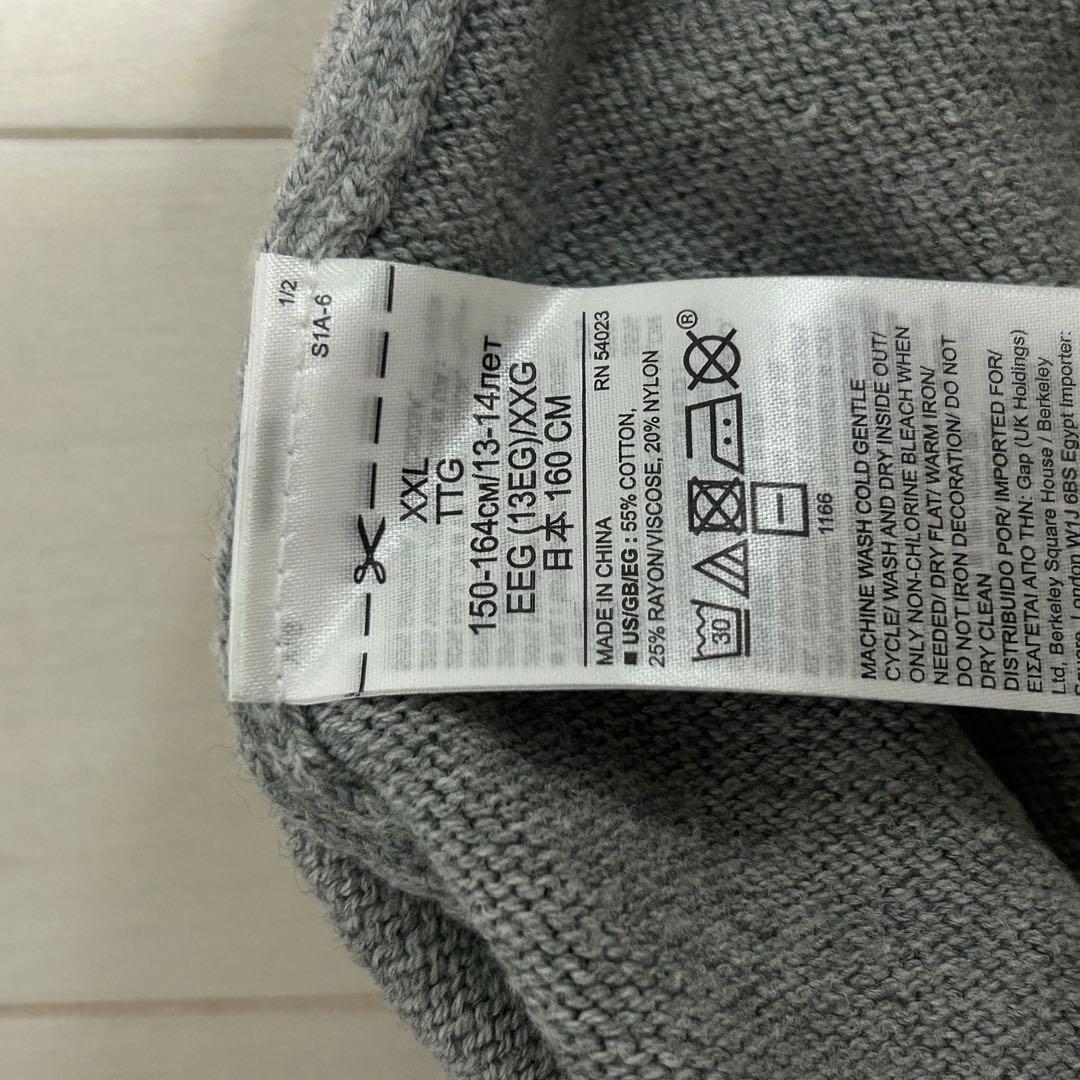 1/2
S1A-6
XXL
TTG
150-164см/13-14лет
EEG (13EG)/XXG
日本 160 CM
MADE IN CHINA RN 54023
■ US/GB/EG : 55% COTTON,
25% RAYON/VISCOSE, 20% NYLON
30
®
1166
MACHINE WASH COLD GENTLE
CYCLE/ WASH AND DRY INSIDE OUT/
ONLY NON-CHLORINE BLEACH WHEN
NEEDED/ DRY FLAT/ WARM IRON/
DO NOT IRON DECORATION/ DO NOT
DRY CLEAN
DISTRIBUIDO POR/ IMPORTED FOR/
ΕΙΣΑΓΕΤΑΙ ΑΠΟ ΤΗΝ: Gap (UK Holdings)
Ltd, Berkeley Square House / Berkeley
London W1J 6BS Egypt Importer: